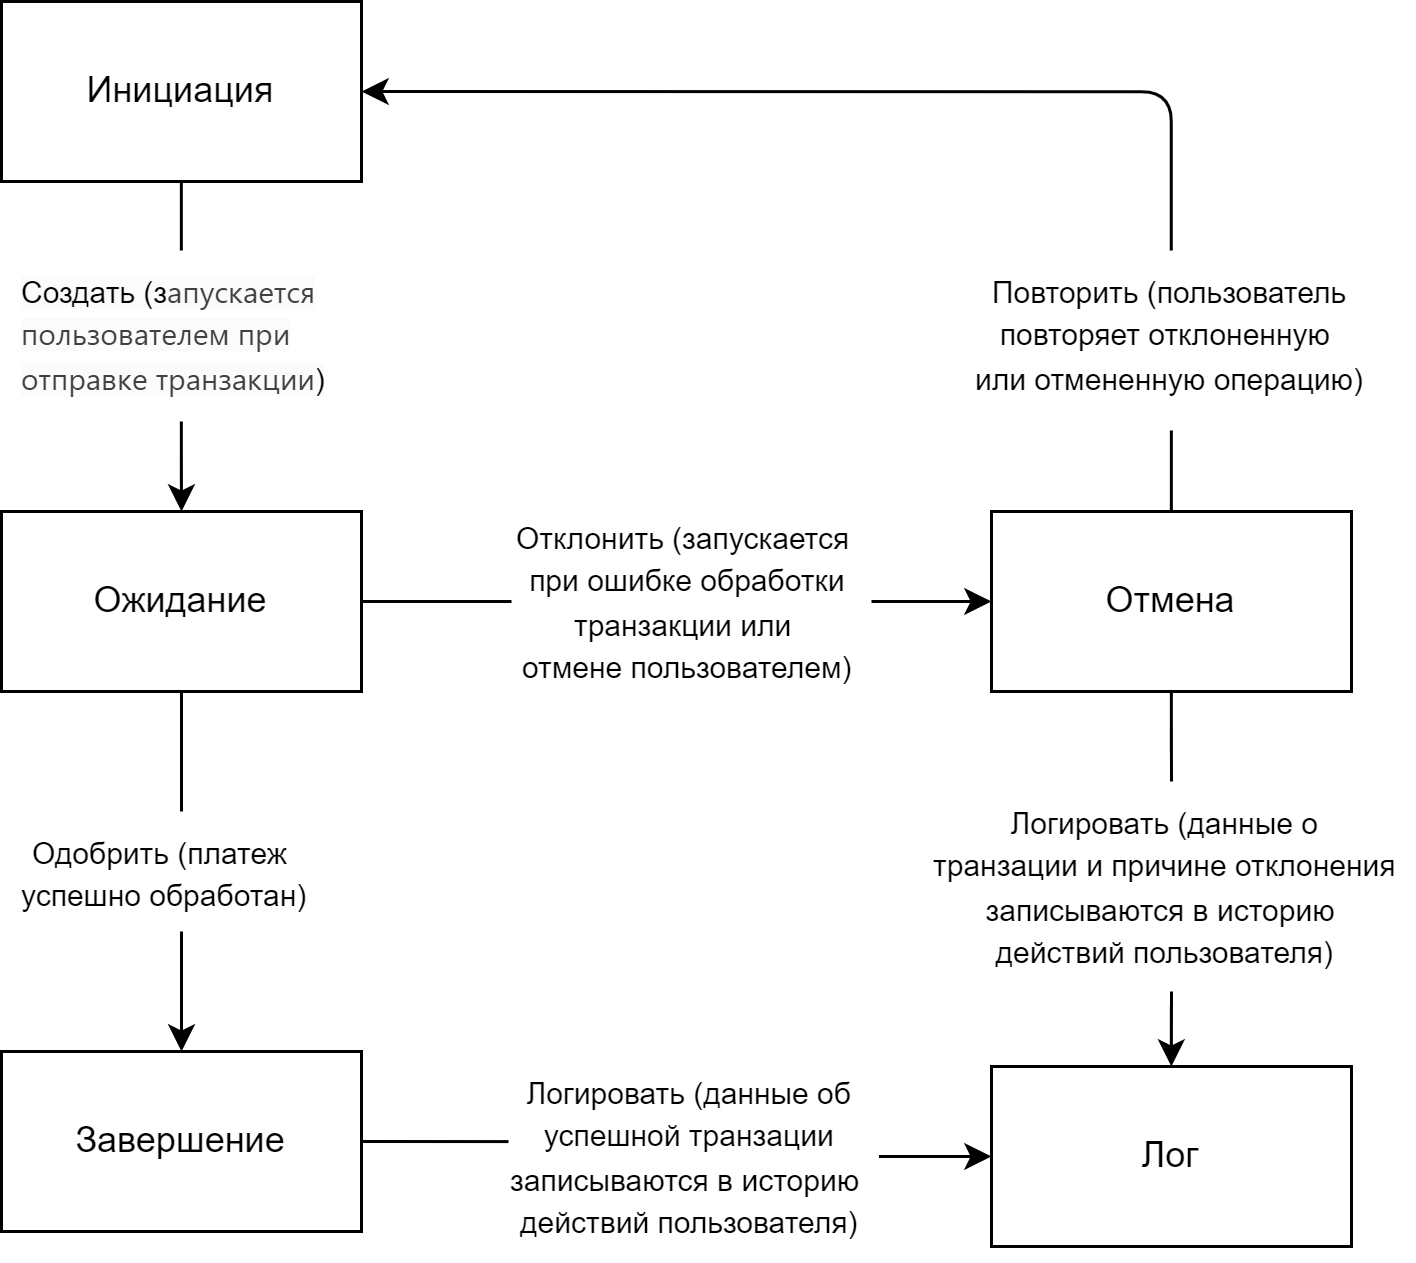 Инициация
Создать (запускается
пользователем при
отправке транзакции)
Повторить (пользователь
повторяет отклоненную
или отмененную операцию)
Ожидание
Отклонить (запускается
при ошибке обработки
транзакции или
отмене пользователем)
Отмена
Одобрить (платеж
успешно обработан)
Логировать (данные о
транзации и причине отклонения
записываются в историю
действий пользователя)
Завершение
Логировать (данные об
успешной транзации
записываются в историю
действий пользователя)
Лог